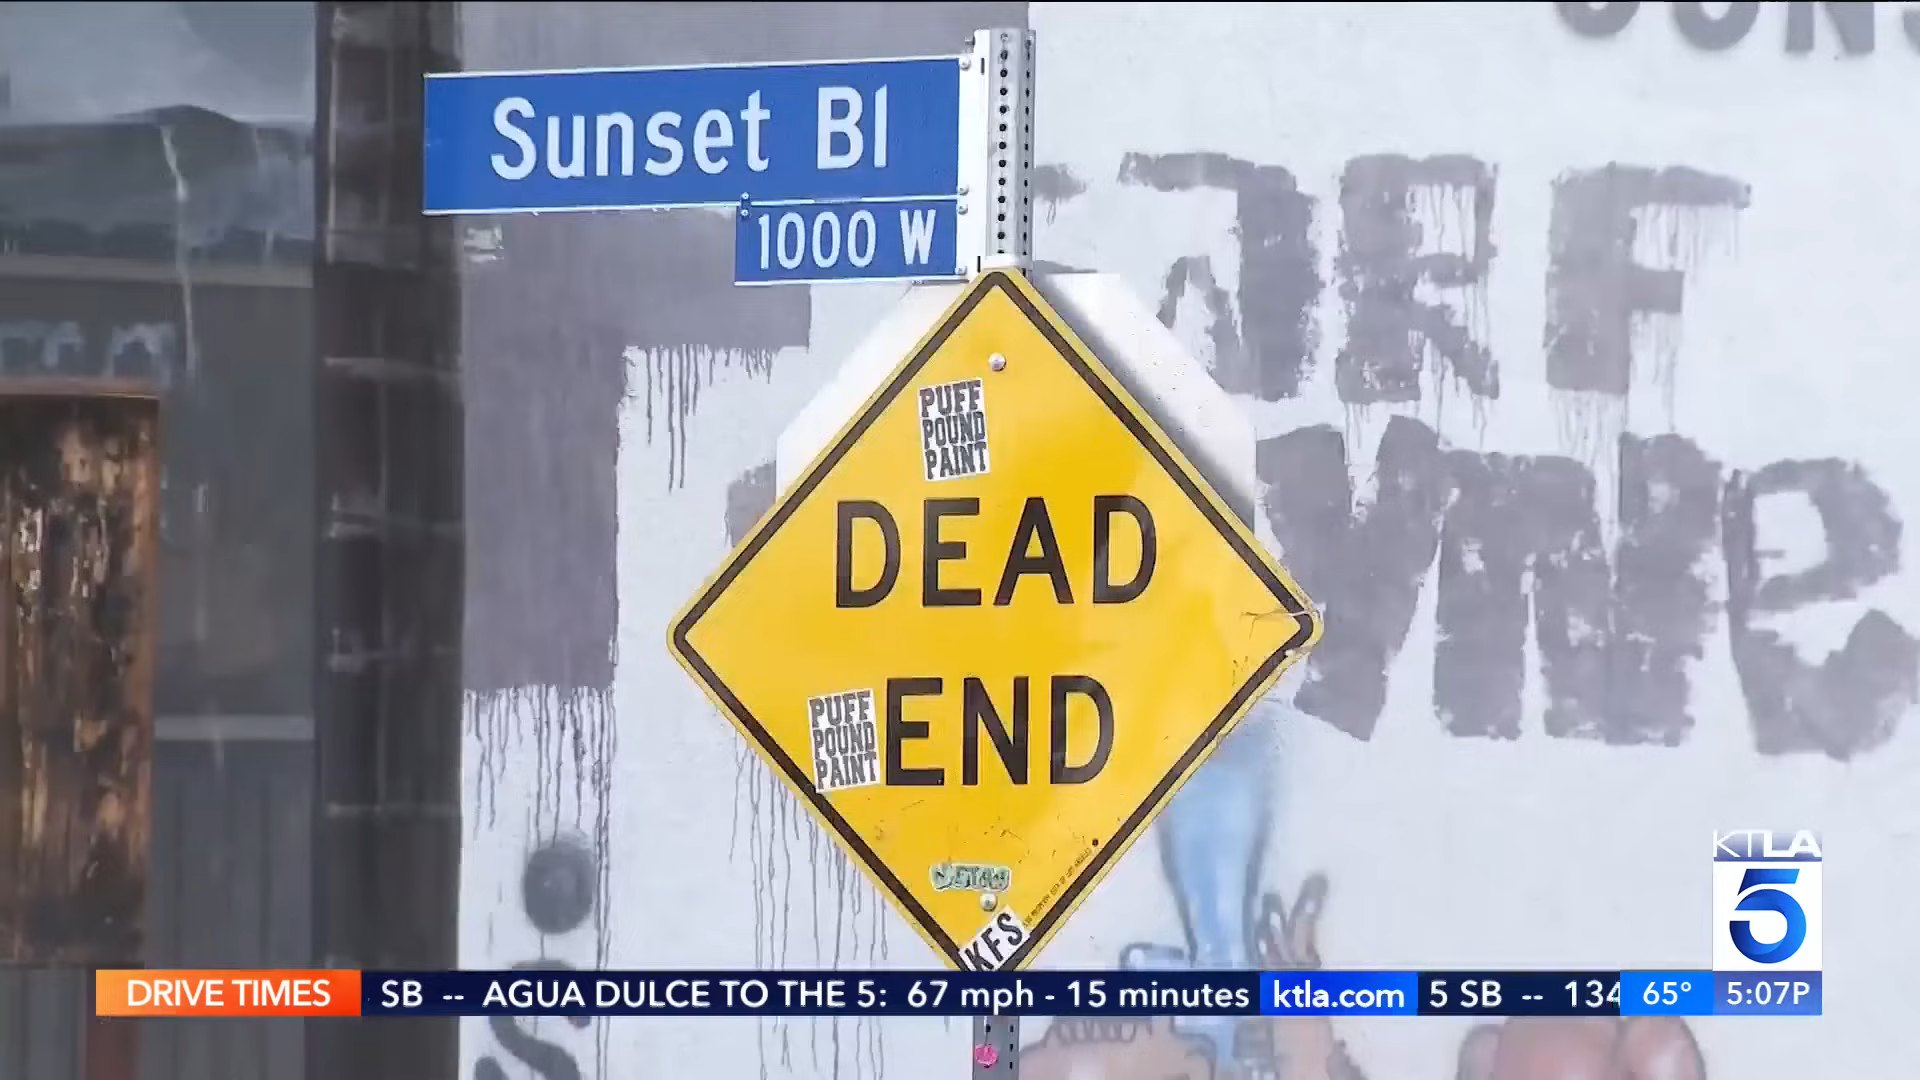 Sunset Bl
1000 W
PUFF
POUND
PAINT
DEAD
END
PUFF
POUND
PAINT
KFS
KTLA
5
DRIVE TIMES
SB -- AGUA DULCE TO THE 5: 67 mph - 15 minutes
ktla.com
5 SB -- 134
65°
5:07P